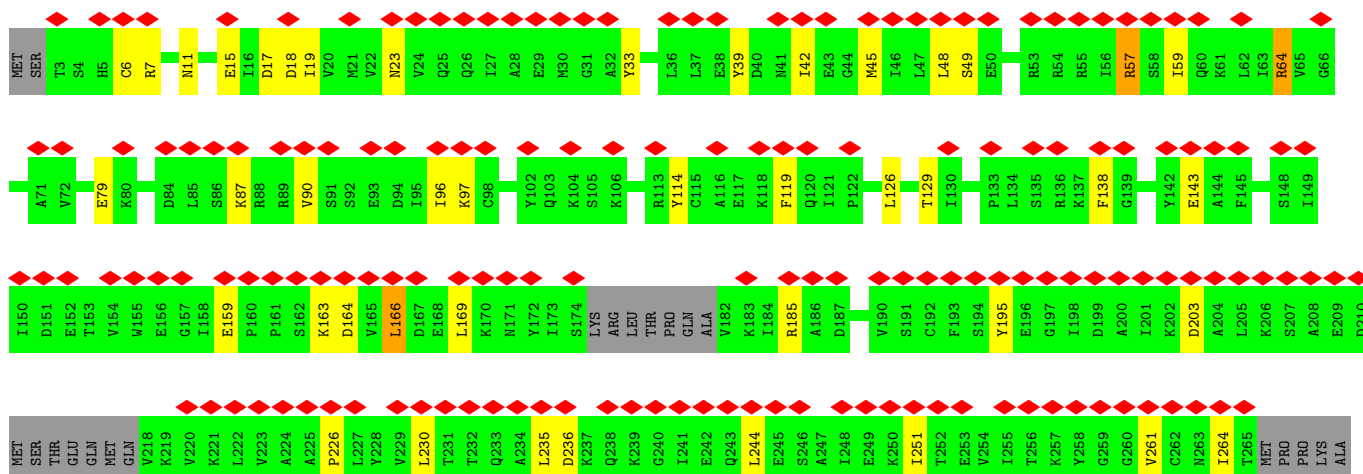 MET SER T3 S4 H5 C6 R7 N11 E15 I16 D17 D18 I19 V20 M21 V22 N23 V24 Q25 Q26 I27 A28 E29 M30 G31 A32 Y33 L36 L37 E38 Y39 D40 N41 I42 E43 G44 M45 I46 L47 L48 S49 E50 R53 R54 R55 I56 R57 S58 I59 Q60 K61 L62 I63 R64 V65 G66
A71 V72 E79 K80 D84 L85 S86 K87 R88 R89 V90 S91 S92 E93 D94 I95 I96 K97 C98 Y102 Q103 K104 S105 K106 R113 Y114 C115 A116 E117 K118 F119 Q120 I121 P122 L126 T129 I130 P133 L134 S135 R136 K137 F138 G139 Y142 E143 A144 F145 S148 I149
I150 D151 E152 T153 V154 W155 E156 G157 I158 E159 P160 P161 S162 K163 D164 V165 L166 D167 E168 L169 K170 N171 Y172 I173 S174 LYS ARG LEU THR PRO GLN ALA V182 K183 I184 R185 A186 D187 V190 S191 C192 F193 S194 Y195 E196 G197 I198 D199 A200 I201 K202 D203 A204 L205 K206 S207 A208 E209 D210
MET SER THR GLU GLN MET GLN V218 K219 V220 K221 L222 V223 A224 A225 P226 L227 Y228 V229 L230 T231 T232 Q233 A234 L235 D236 K237 Q238 K239 G240 I241 E242 Q243 L244 E245 S246 A247 I248 E249 K250 I251 T252 E253 V254 I255 T256 K257 Y258 G259 G260 V261 C262 N263 I264 T265 MET PRO PRO LYS ALA